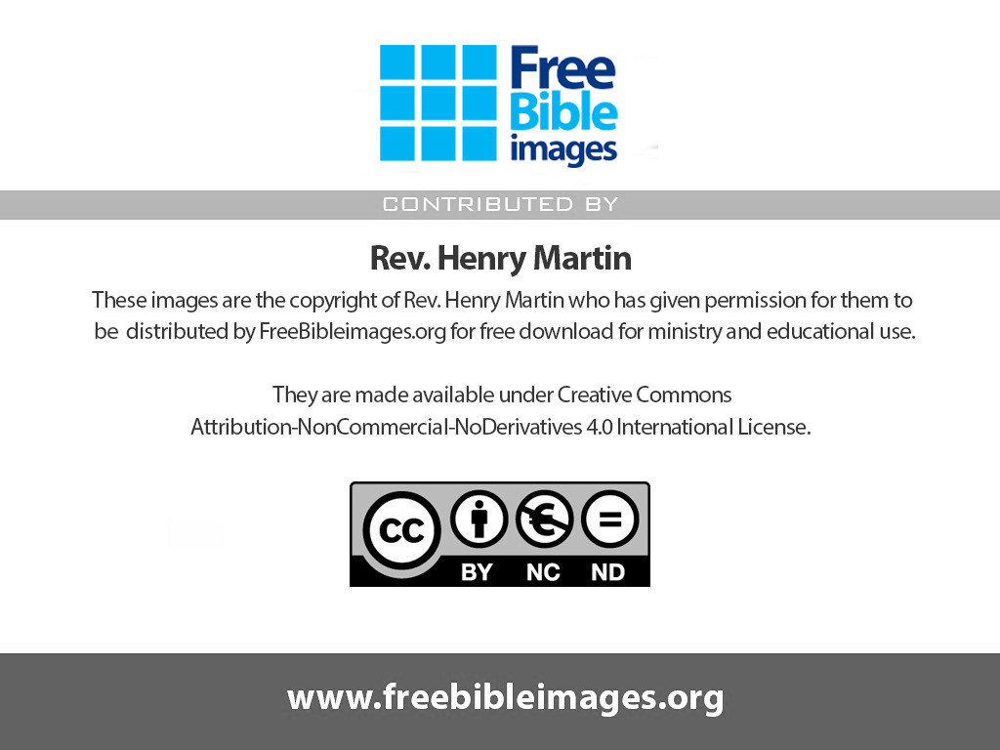 Free
Bible
images
CONTRIBUTED BY
Rev. Henry Martin
These images are the copyright of Rev. Henry Martin who has given permission for them to
be distributed by FreeBibleimages.org for free download for ministry and educational use.
They are made available under Creative Commons
Attribution-NonCommercial-NoDerivatives 4.0 International License.
cc
BY NC ND
www.freebibleimages.org